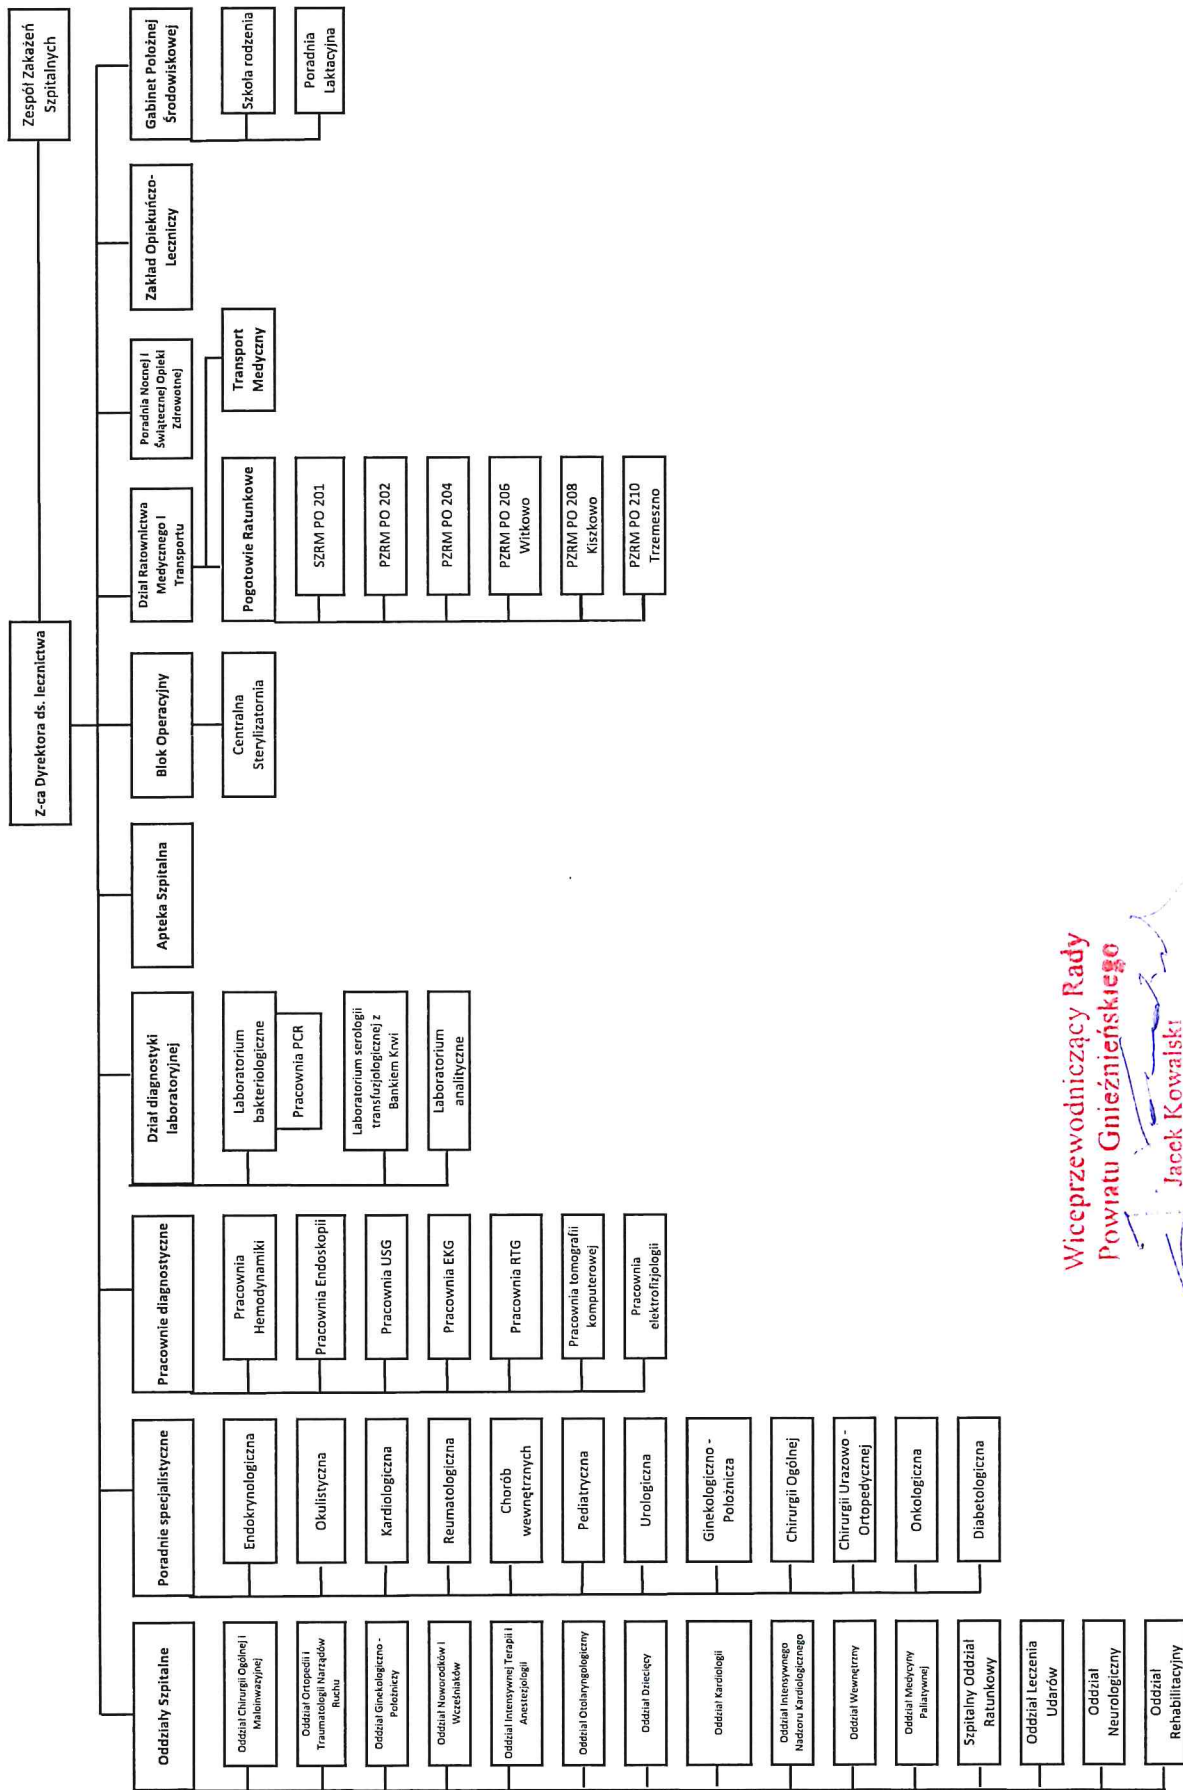 Z-ca Dyrektora ds. lecznictwa
Zespół Zakażeń
Szpitalnych
Oddziały Szpitalne
Oddział Chirurgii Ogólnej i
Małoinwazyjnej
Oddział Ortopedii i
Traumatologii Narządów
Ruchu
Oddział Ginekologiczno -
Położniczy
Oddział Noworodków i
Wcześniaków
Oddział Intensywnej Terapii i
Anestezjologii
Oddział Otolaryngologiczny
Oddział Dziecięcy
Oddział Kardiologii
Oddział Intensywnego
Nadzoru Kardiologicznego
Oddział Wewnętrzny
Oddział Medycyny
Paliatywnej
Szpitalny Oddział
Ratunkowy
Oddział Leczenia
Udarów
Oddział
Neurologiczny
Oddział
Rehabilitacyjny
Poradnie specjalistyczne
Endokrynologiczna
Okulistyczna
Kardiologiczna
Reumatologiczna
Chorób
wewnętrznych
Pediatryczna
Urologiczna
Ginekologiczno -
Położnicza
Chirurgii Ogólnej
Chirurgii Urazowo -
Ortopedycznej
Onkologiczna
Diabetologiczna
Pracownie diagnostyczne
Pracownia
Hemodynamiki
Pracownia Endoskopii
Pracownia USG
Pracownia EKG
Pracownia RTG
Pracownia tomografii
komputerowej
Pracownia
elektrofizjologii
Dział diagnostyki
laboratoryjnej
Laboratorium
bakteriologiczne
Pracownia PCR
Laboratorium serologii
transfuzjologicznej z
Bankiem Krwi
Laboratorium
analityczne
Apteka Szpitalna
Blok Operacyjny
Centralna
Sterylizatornia
Dział Ratownictwa
Medycznego I
Transportu
Pogotowie Ratunkowe
SZRM PO 201
PZRM PO 202
PZRM PO 204
PZRM PO 206
Witkowo
PZRM PO 208
Kiszkowo
PZRM PO 210
Trzemeszno
Transport
Medyczny
Poradnia Nocnej i
Świątecznej Opieki
Zdrowotnej
Zakład Opiekuńczo-
Leczniczy
Gabinet Położnej
Środowiskowej
Szkoła rodzenia
Poradnia
Laktacyjna
Wiceprzewodniczący Rady
Powiatu Gnieźnieńskiego
Jacek Kowalski